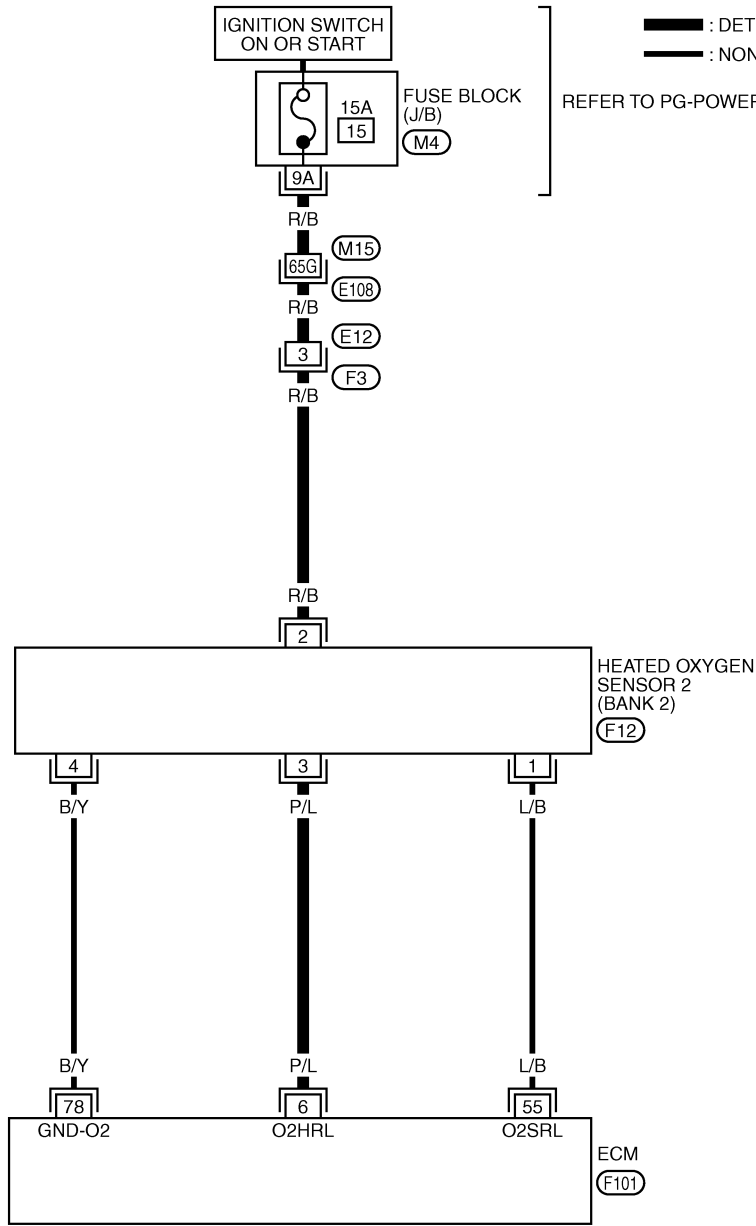 IGNITION SWITCH
ON OR START
: DET
: NON
FUSE BLOCK
(J/B)
M4
15A
15
REFER TO PG-POWER
9A
R/B
M15
65G
E108
R/B
E12
3
F3
R/B
R/B
2
HEATED OXYGEN
SENSOR 2
(BANK 2)
F12
4
3
1
B/Y
P/L
L/B
B/Y
P/L
L/B
78
6
55
GND-O2
O2HRL
O2SRL
ECM
F101